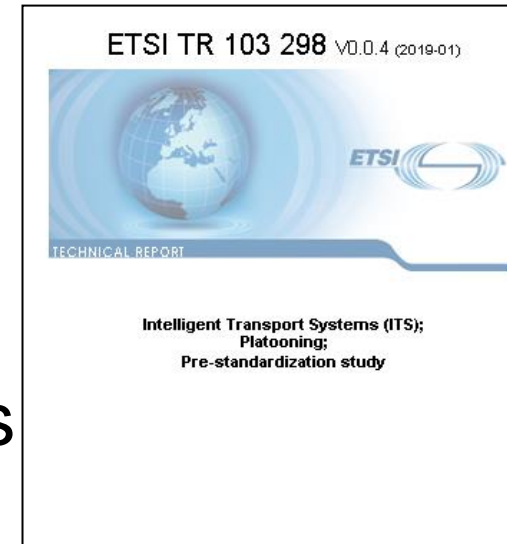 ETSI TR 103 298 V0.0.4 (2019-01)
ETSI
TECHNICAL REPORT
Intelligent Transport Systems (ITS);
Platooning;
Pre-standardization study
s